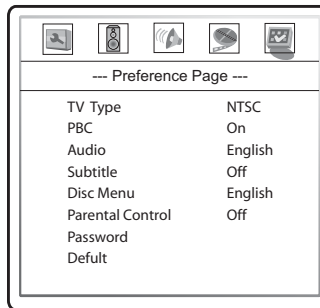 --- Preference Page ---
TV Type NTSC
PBC On
Audio English
Subtitle Off
Disc Menu English
Parental Control Off
Password
Defult